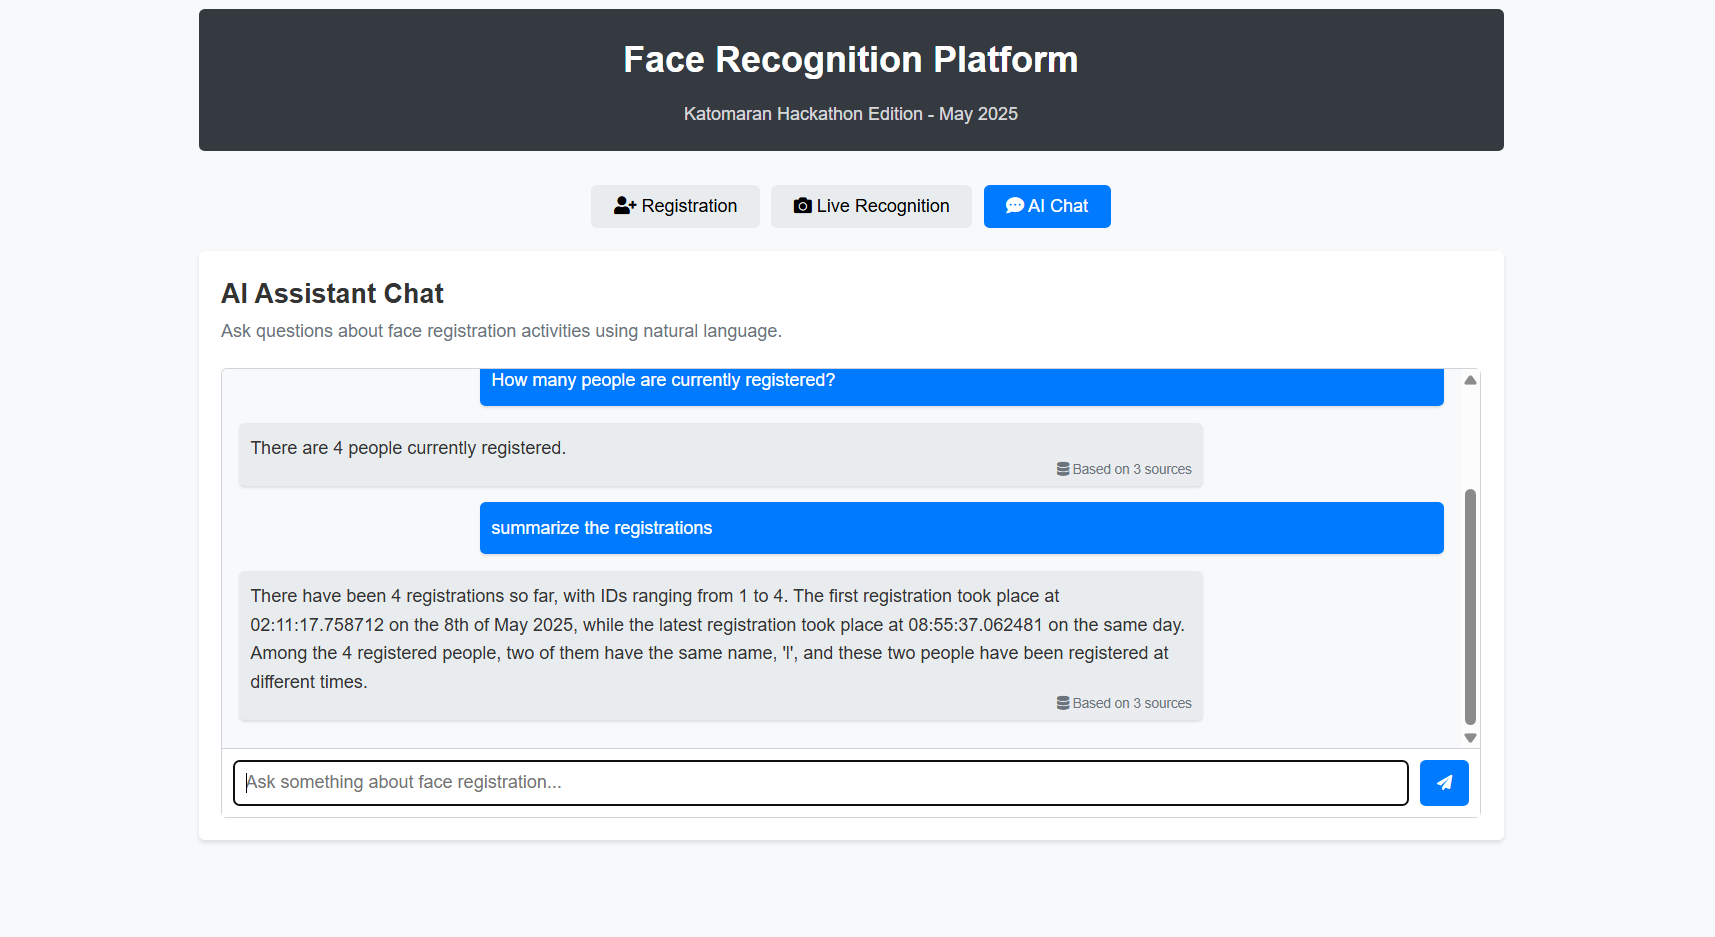 Face Recognition Platform
Katomaran Hackathon Edition - May 2025
Registration
Live Recognition
AI Chat
AI Assistant Chat
Ask questions about face registration activities using natural language.
How many people are currently registered?
There are 4 people currently registered.
Based on 3 sources
summarize the registrations
There have been 4 registrations so far, with IDs ranging from 1 to 4. The first registration took place at
02:11:17.758712 on the 8th of May 2025, while the latest registration took place at 08:55:37.062481 on the same day.
Among the 4 registered people, two of them have the same name, 'l', and these two people have been registered at
different times.
Based on 3 sources
Ask something about face registration...